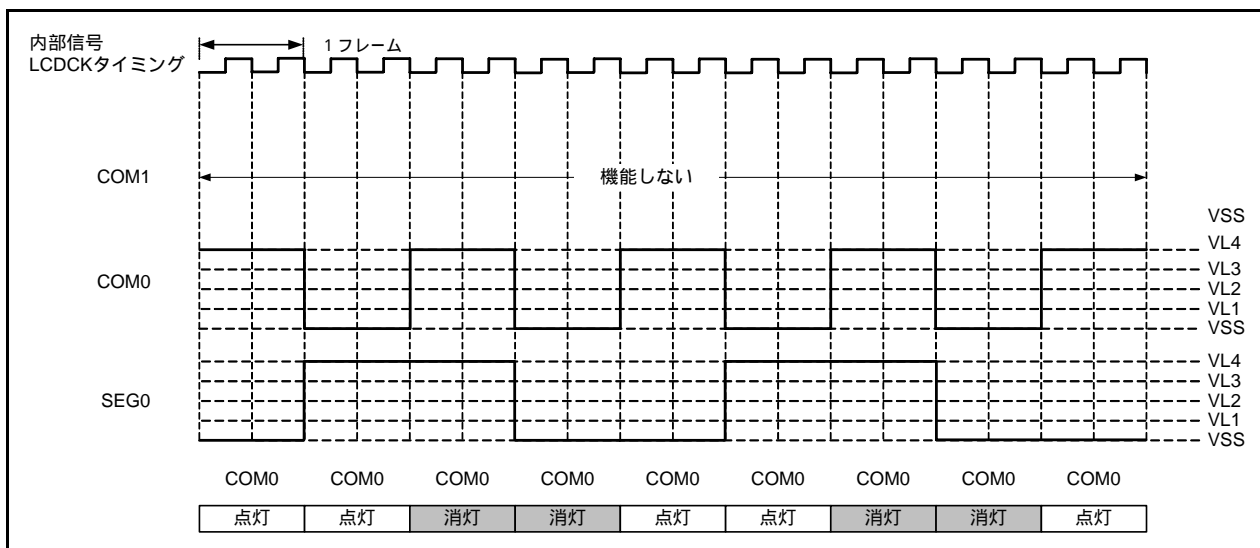 内部信号
LCDCKタイミング
1 フレーム
COM1
機能しない
VSS
COM0
VL4
VL3
VL2
VL1
VSS
SEG0
VL4
VL3
VL2
VL1
VSS
COM0 COM0 COM0 COM0 COM0 COM0 COM0 COM0 COM0
点灯 点灯 消灯 消灯 点灯 点灯 消灯 消灯 点灯